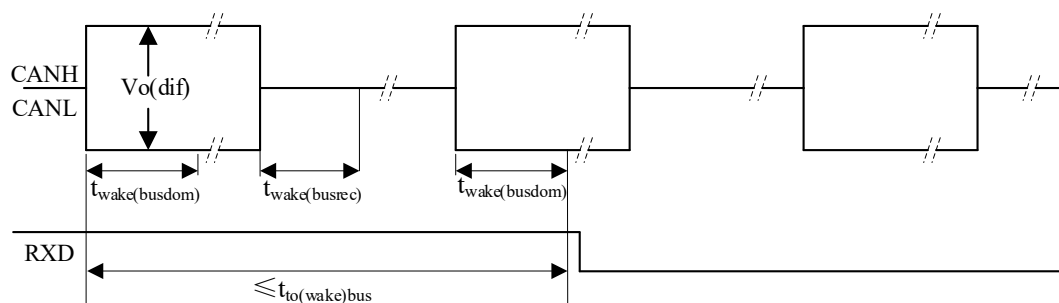 CANH
Vo(dif)
CANL
twake(busdom)
twake(busrec)
twake(busdom)
RXD
≤tto(wake)bus